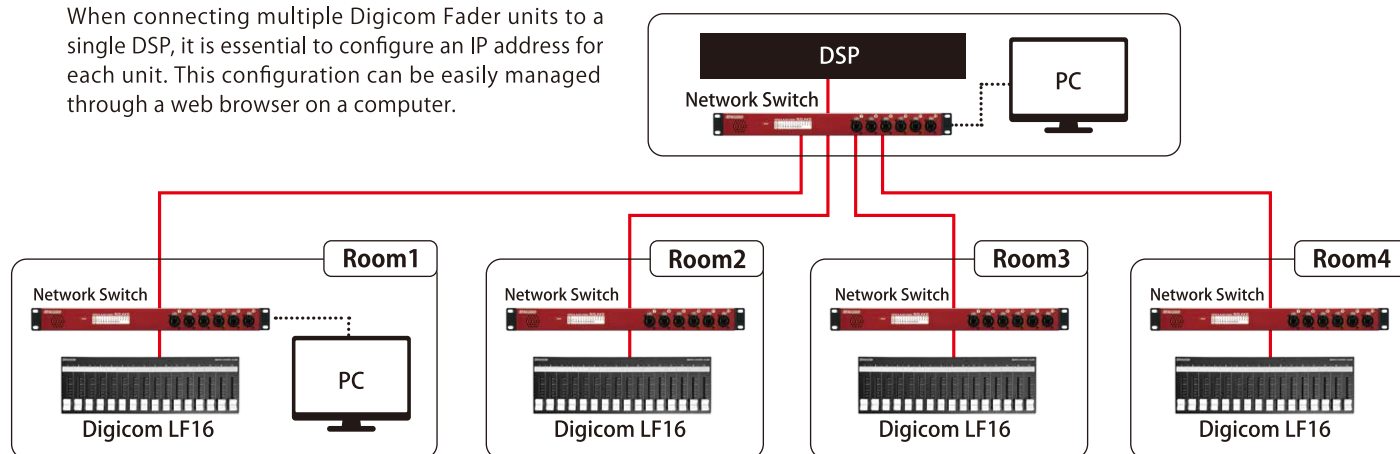 When connecting multiple Digicom Fader units to a
single DSP, it is essential to configure an IP address for
each unit. This configuration can be easily managed
through a web browser on a computer.
DSP
PC
Network Switch
Room1
Network Switch
PC
Digicom LF16
Room2
Network Switch
Digicom LF16
Room3
Network Switch
Digicom LF16
Room4
Network Switch
Digicom LF16